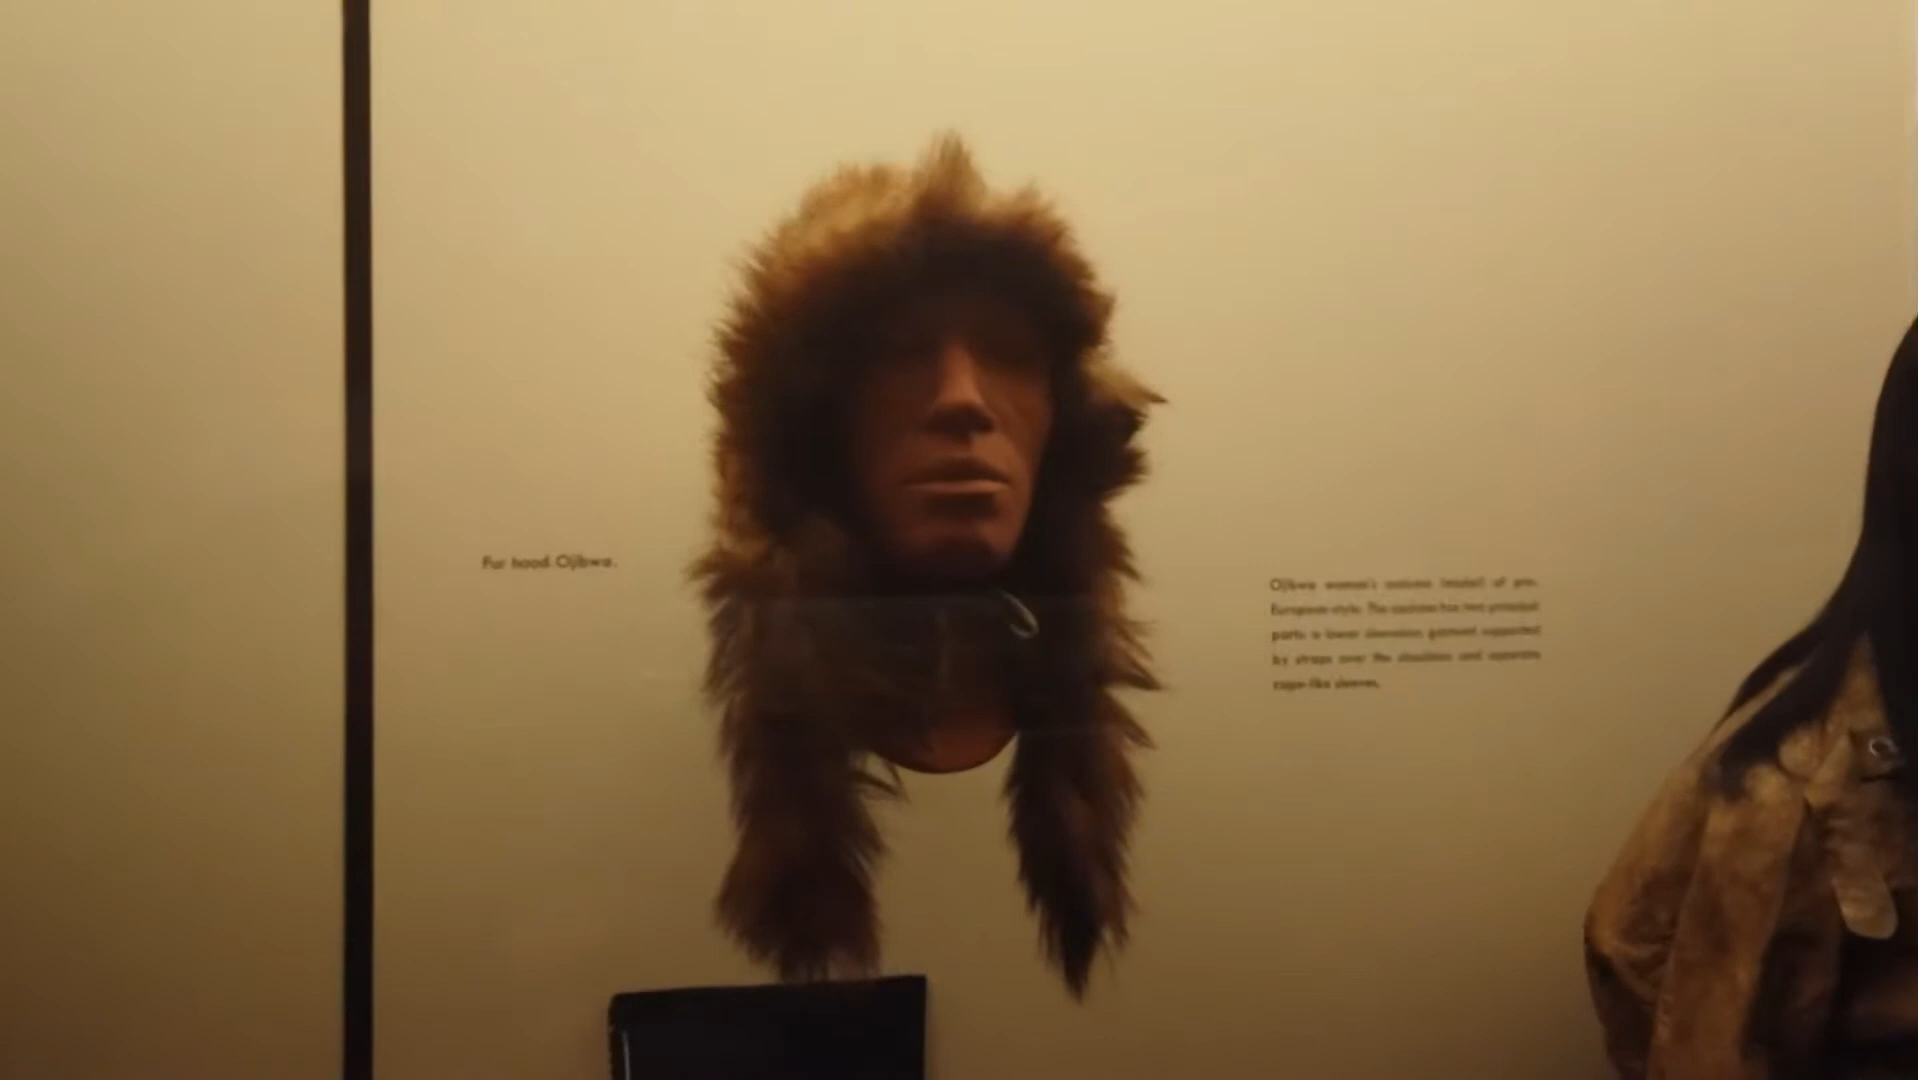 Fur hood Ojibwa.
Ojibwa woman's costume (model) of pre-
European style. The costume has two principal
parts: a lower sleeveless garment supported
by straps over the shoulders and separate
cape-like sleeves.